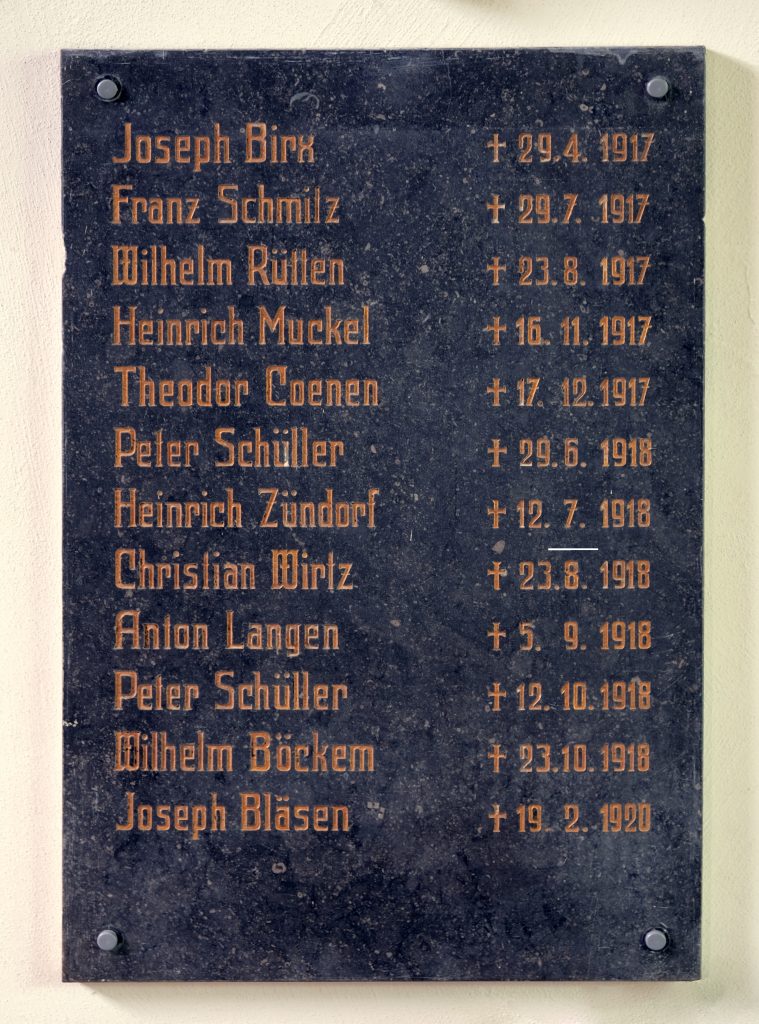 Joseph Birx † 29.4. 1917
Franz Schmitz † 29.7. 1917
Wilhelm Rütten † 23.8. 1917
Heinrich Muckel † 16. 11. 1917
Theodor Coenen † 17. 12. 1917
Peter Schüller † 29.6. 1918
Heinrich Zündorf † 12. 7. 1918
Christian Wirtz † 23.8. 1918
Anton Langen † 5. 9. 1918
Peter Schüller † 12. 10. 1918
Wilhelm Böckem † 23.10. 1918
Joseph Bläsen † 19. 2. 1920